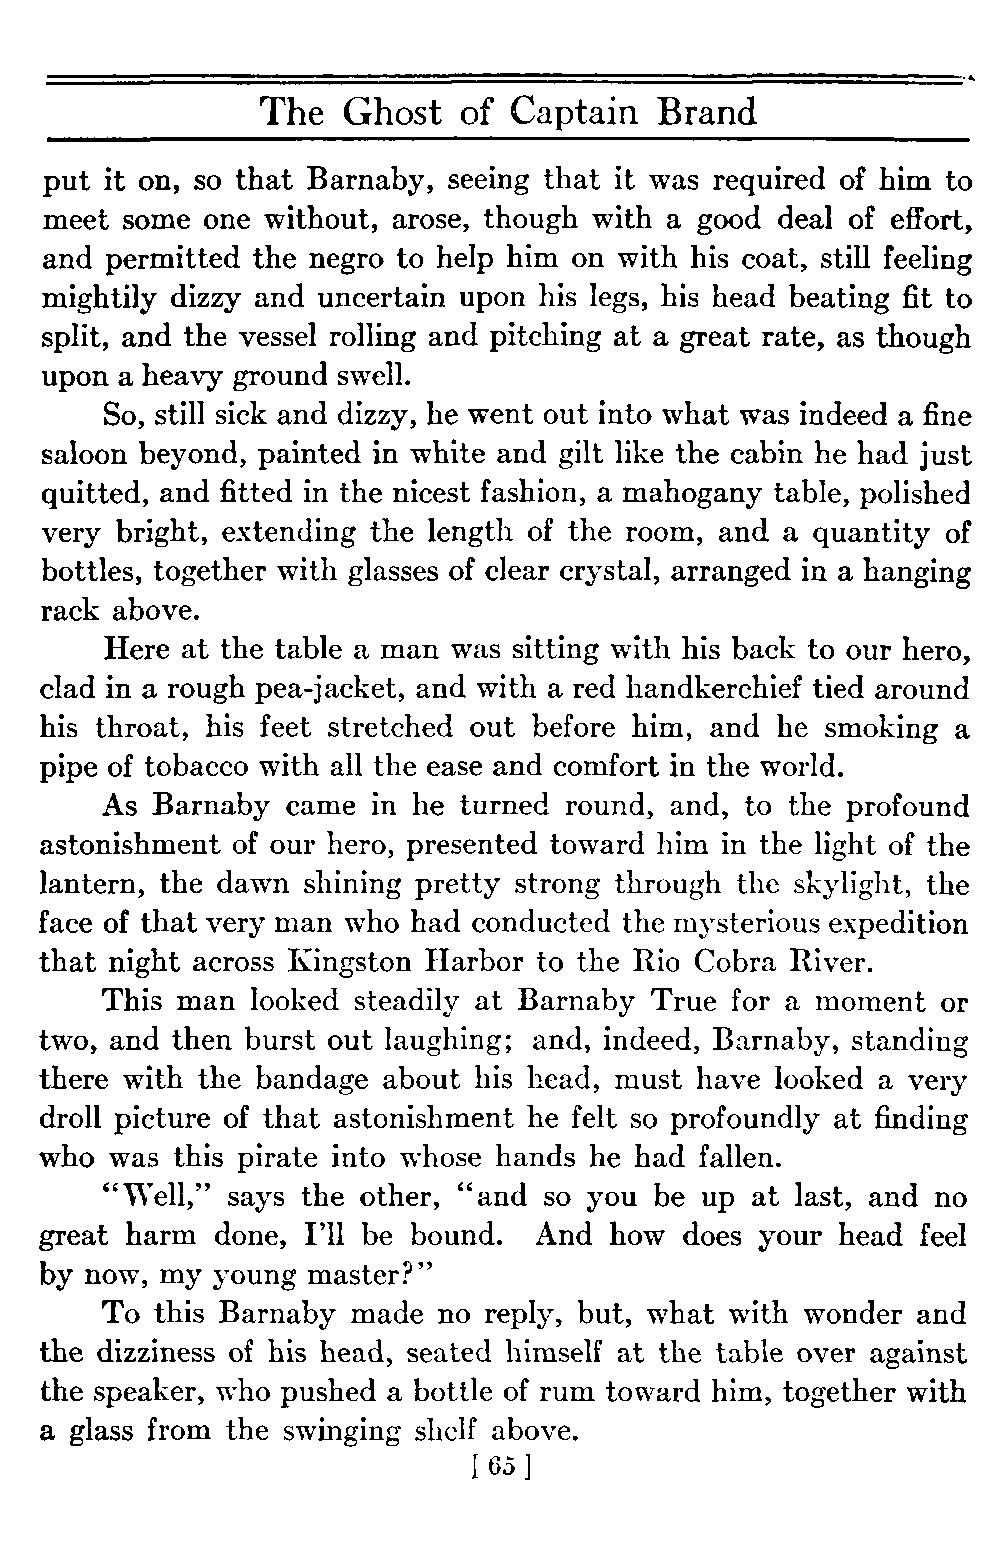 The Ghost of Captain Brand
put it on, so that Barnaby, seeing that it was required of him to
meet some one without, arose, though with a good deal of effort,
and permitted the negro to help him on with his coat, still feeling
mightily dizzy and uncertain upon his legs, his head beating fit to
split, and the vessel rolling and pitching at a great rate, as though
upon a heavy ground swell.
So, still sick and dizzy, he went out into what was indeed a fine
saloon beyond, painted in white and gilt like the cabin he had just
quitted, and fitted in the nicest fashion, a mahogany table, polished
very bright, extending the length of the room, and a quantity of
bottles, together with glasses of clear crystal, arranged in a hanging
rack above.
Here at the table a man was sitting with his back to our hero,
clad in a rough pea-jacket, and with a red handkerchief tied around
his throat, his feet stretched out before him, and he smoking a
pipe of tobacco with all the ease and comfort in the world.
As Barnaby came in he turned round, and, to the profound
astonishment of our hero, presented toward him in the light of the
lantern, the dawn shining pretty strong through the skylight, the
face of that very man who had conducted the mysterious expedition
that night across Kingston Harbor to the Rio Cobra River.
This man looked steadily at Barnaby True for a moment or
two, and then burst out laughing; and, indeed, Barnaby, standing
there with the bandage about his head, must have looked a very
droll picture of that astonishment he felt so profoundly at finding
who was this pirate into whose hands he had fallen.
“Well,” says the other, “and so you be up at last, and no
great harm done, I’ll be bound. And how does your head feel
by now, my young master?”
To this Barnaby made no reply, but, what with wonder and
the dizziness of his head, seated himself at the table over against
the speaker, who pushed a bottle of rum toward him, together with
a glass from the swinging shelf above.
[ 65 ]